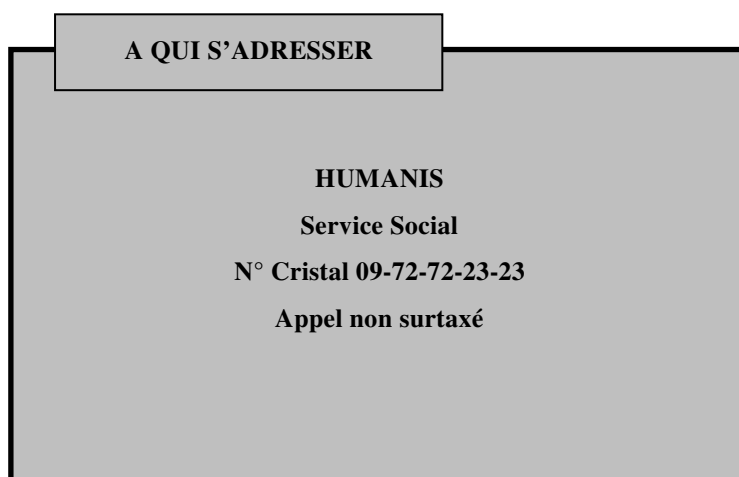 A QUI S’ADRESSER
HUMANIS
Service Social
N° Cristal 09-72-72-23-23
Appel non surtaxé